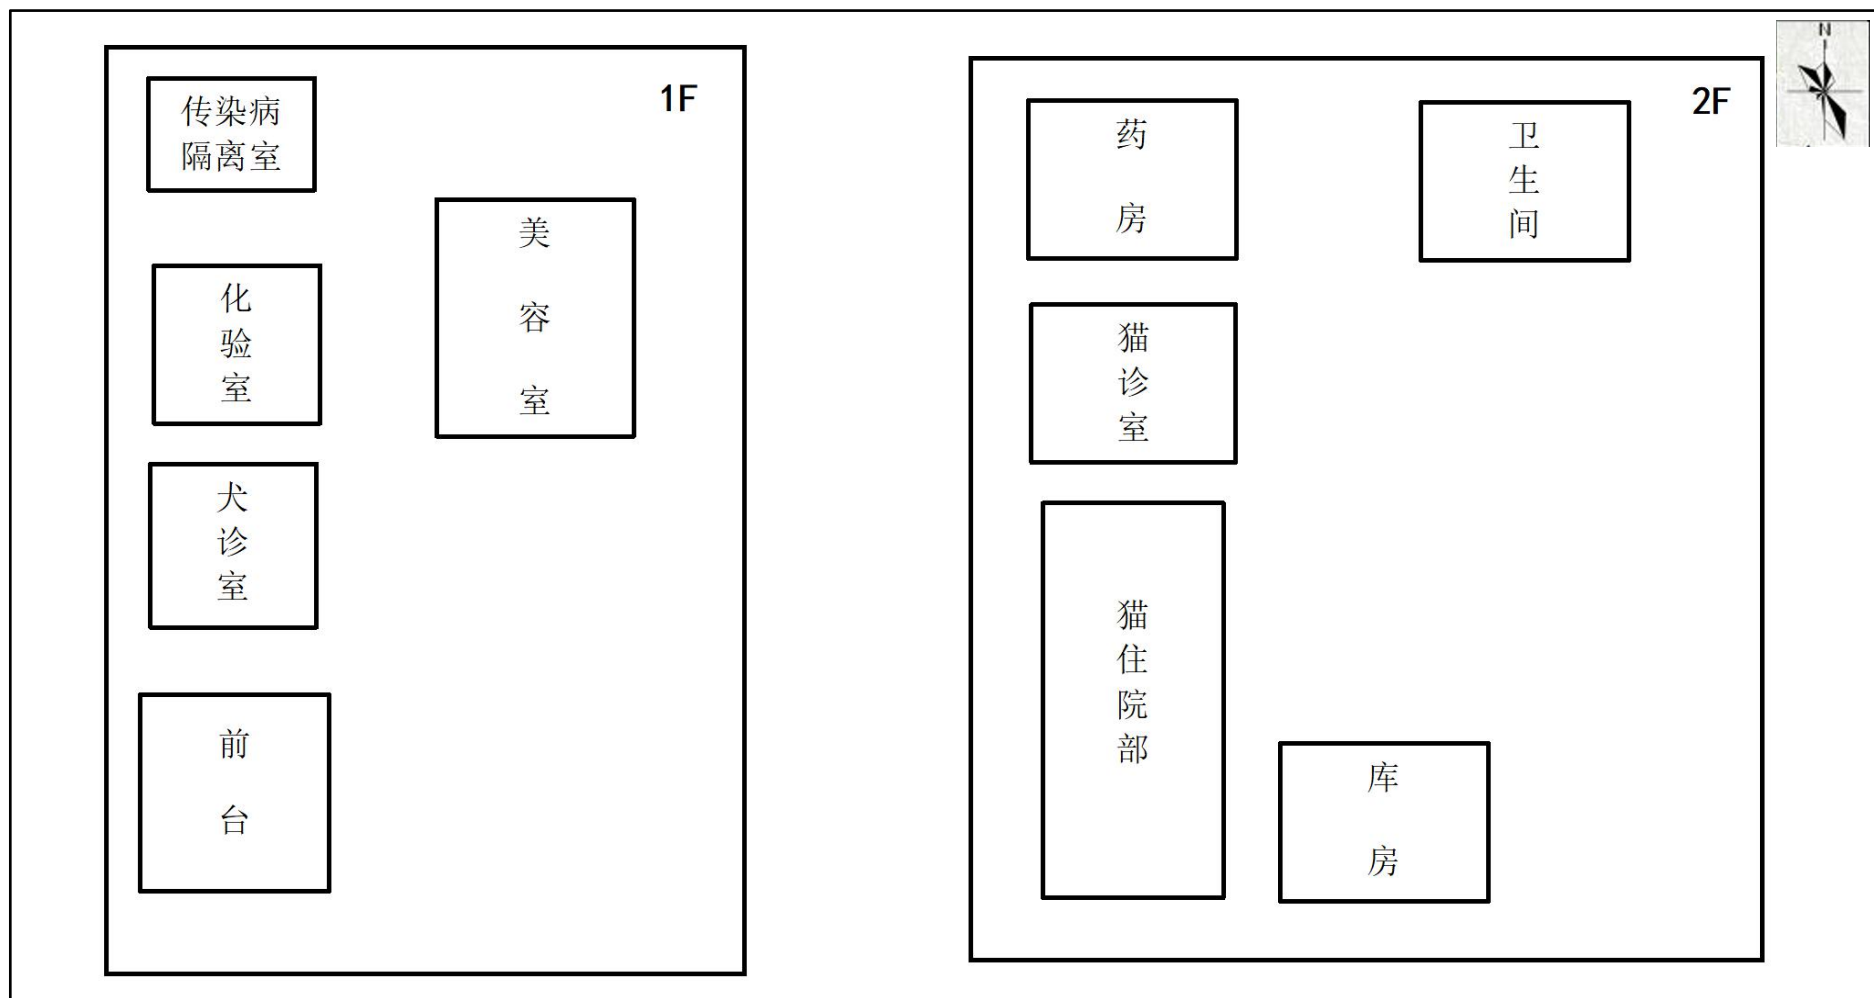 1F
传染病
隔离室
美容室
化验室
犬诊室
前台
N
2F
药房
卫生间
猫诊室
猫住院部
库房